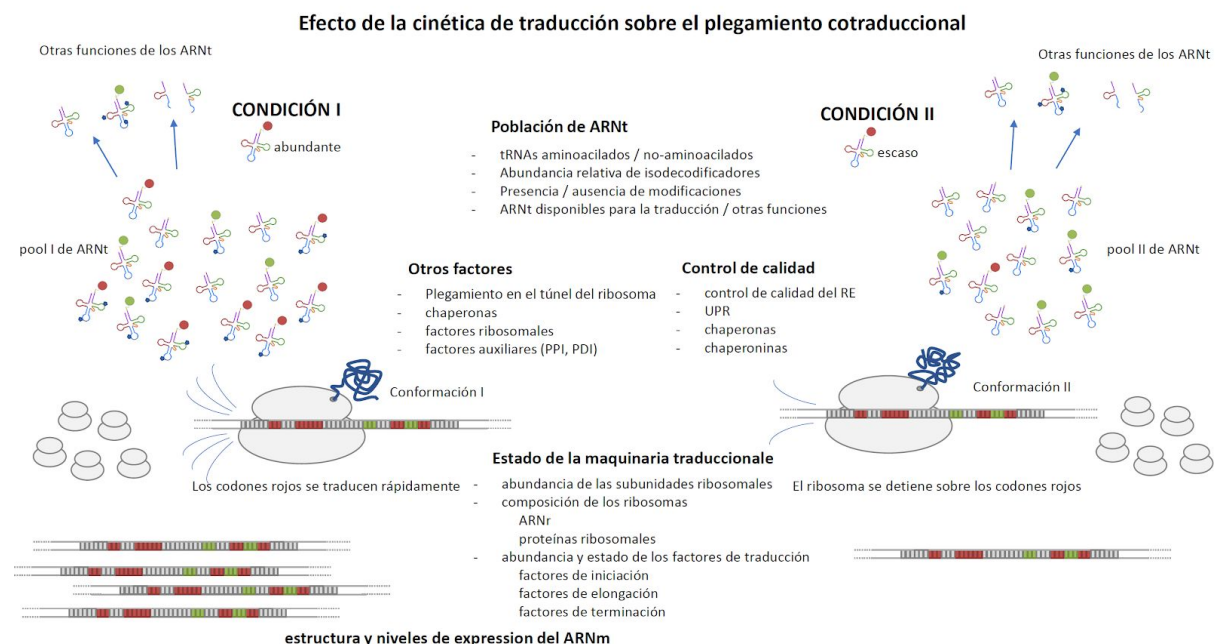 Efecto de la cinética de traducción sobre el plegamiento cotraduccional
Otras funciones de los ARNt
CONDICIÓN I
abundante
pool I de ARNt
Población de ARNt
- tRNAs aminoacilados / no-aminoacilados
- Abundancia relativa de isodecodificadores
- Presencia / ausencia de modificaciones
- ARNt disponibles para la traducción / otras funciones
Otras funciones de los ARNt
CONDICIÓN II
escaso
pool II de ARNt
Otros factores
- Plegamiento en el túnel del ribosoma
- chaperonas
- factores ribosomales
- factores auxiliares (PPI, PDI)
Control de calidad
- control de calidad del RE
- UPR
- chaperonas
- chaperoninas
Conformación I
Conformación II
Los codones rojos se traducen rápidamente
Estado de la maquinaria traduccionale
- abundancia de las subunidades ribosomales
- composición de los ribosomas
ARNr
proteínas ribosomales
- abundancia y estado de los factores de traducción
factores de iniciación
factores de elongación
factores de terminación
El ribosoma se detiene sobre los codones rojos
estructura y niveles de expression del ARNm